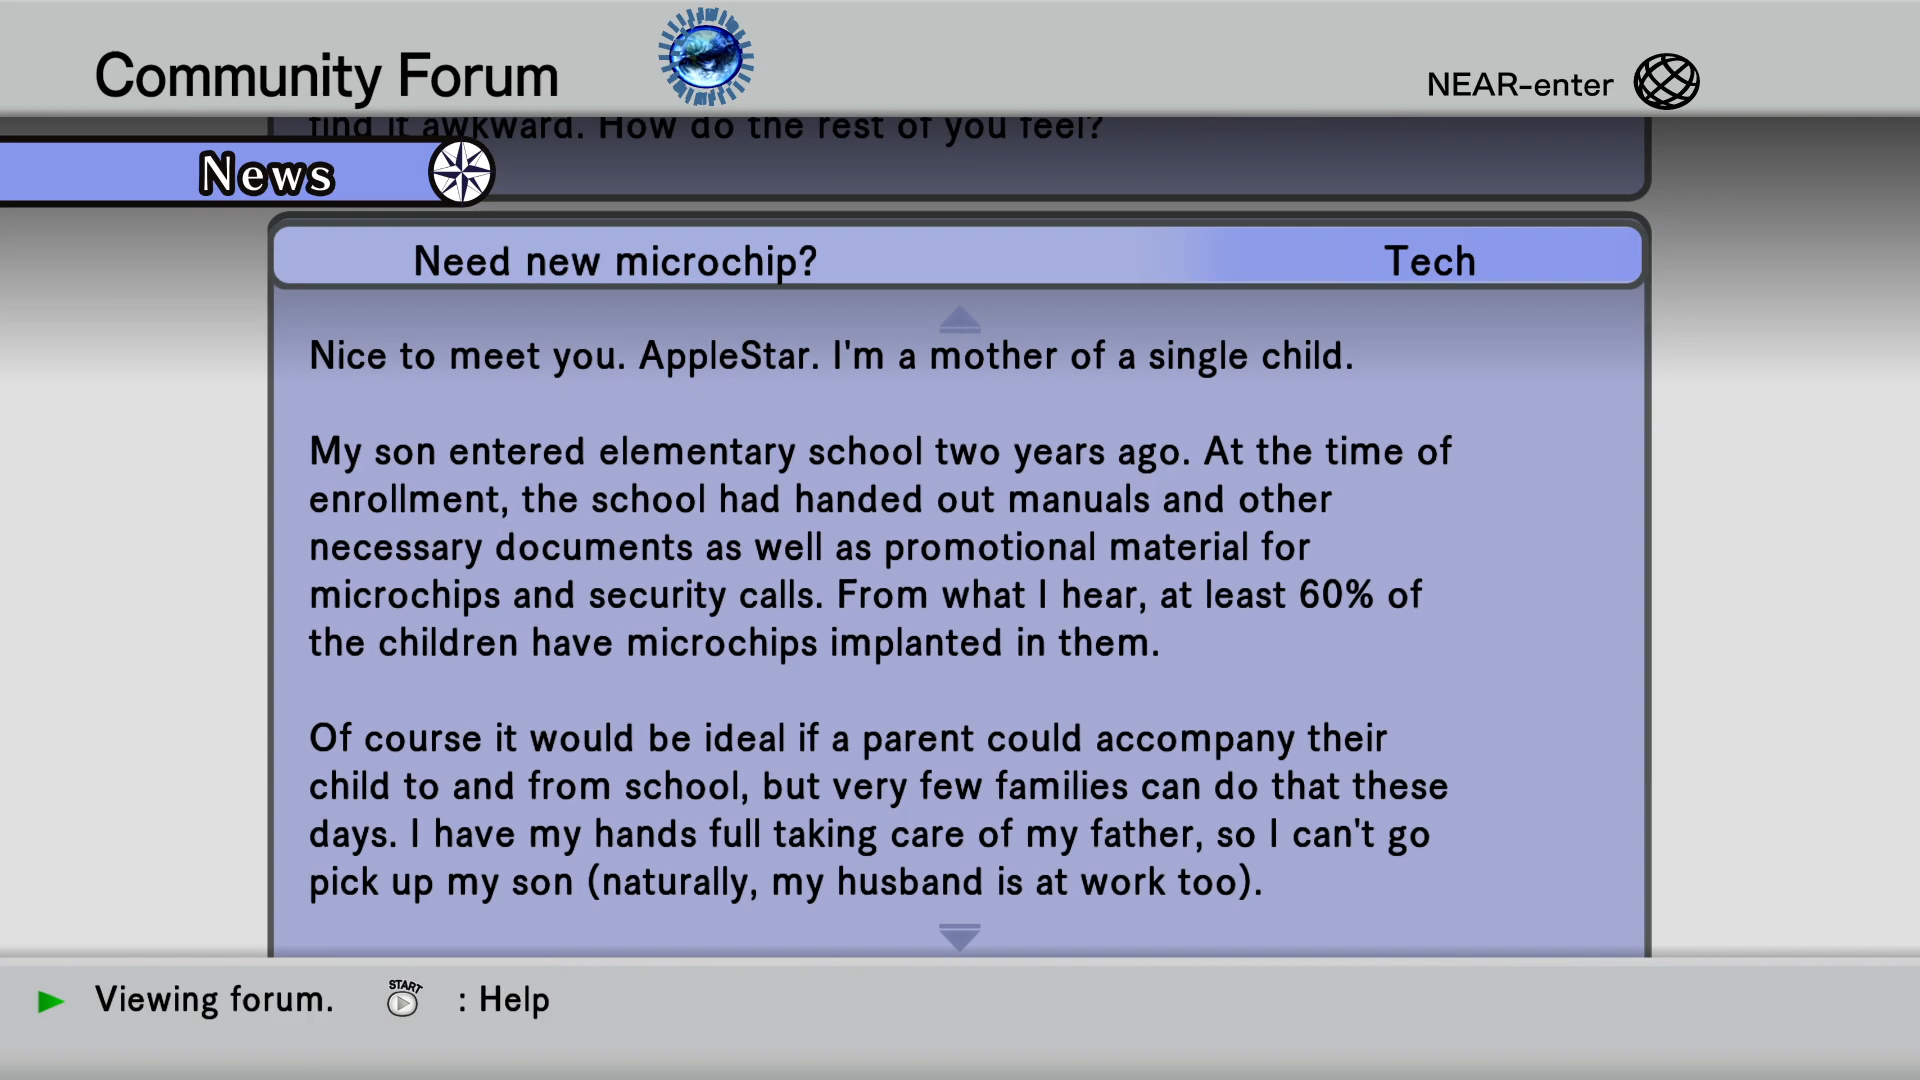 Community Forum
NEAR-enter
find it awkward. How do the rest of you feel?
News
Need new microchip?
Tech
Nice to meet you. AppleStar. I'm a mother of a single child.
My son entered elementary school two years ago. At the time of
enrollment, the school had handed out manuals and other
necessary documents as well as promotional material for
microchips and security calls. From what I hear, at least 60% of
the children have microchips implanted in them.
Of course it would be ideal if a parent could accompany their
child to and from school, but very few families can do that these
days. I have my hands full taking care of my father, so I can't go
pick up my son (naturally, my husband is at work too).
Viewing forum.
START
: Help